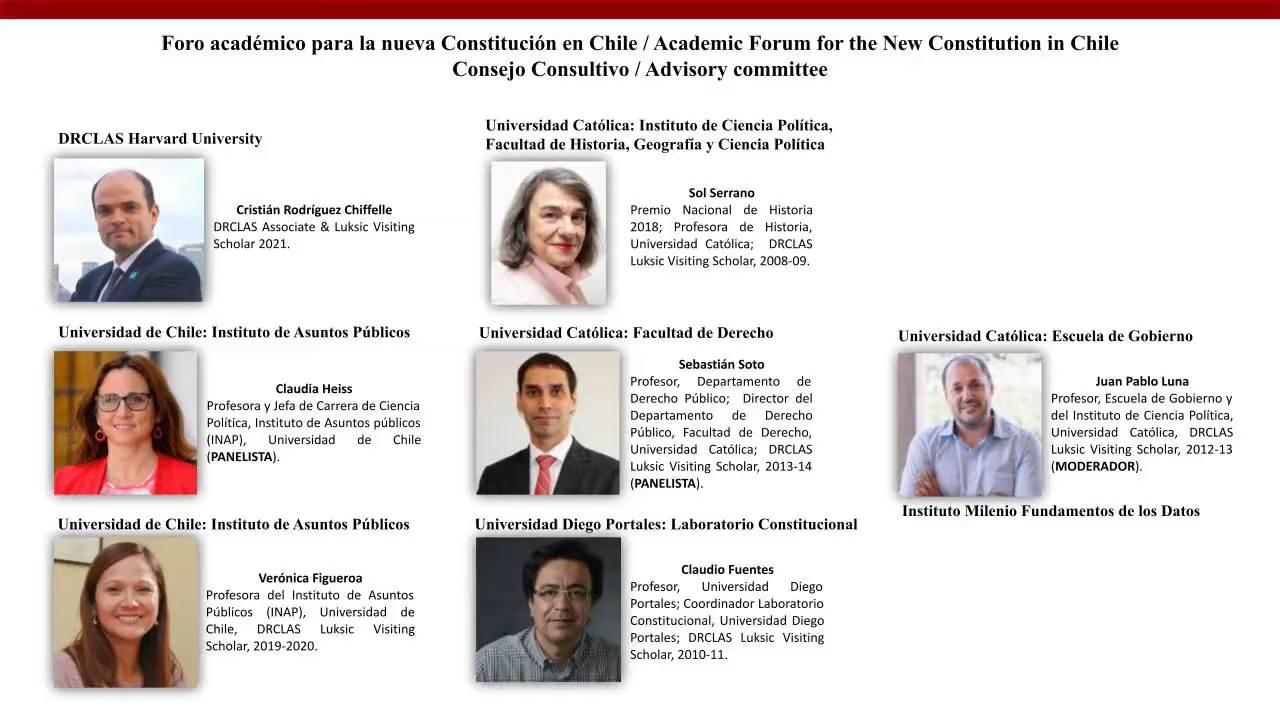 Foro académico para la nueva Constitución en Chile / Academic Forum for the New Constitution in Chile
Consejo Consultivo / Advisory committee
DRCLAS Harvard University
Cristián Rodríguez Chiffelle
DRCLAS Associate & Luksic Visiting
Scholar 2021.
Universidad Católica: Instituto de Ciencia Política,
Facultad de Historia, Geografía y Ciencia Política
Sol Serrano
Premio Nacional de Historia
2018; Profesora de Historia,
Universidad Católica; DRCLAS
Luksic Visiting Scholar, 2008-09.
Universidad de Chile: Instituto de Asuntos Públicos
Claudia Heiss
Profesora y Jefa de Carrera de Ciencia
Política, Instituto de Asuntos públicos
(INAP), Universidad de Chile
(PANELISTA).
Universidad Católica: Facultad de Derecho
Sebastián Soto
Profesor, Departamento de
Derecho Público; Director del
Departamento de Derecho
Público, Facultad de Derecho,
Universidad Católica; DRCLAS
Luksic Visiting Scholar, 2013-14
(PANELISTA).
Universidad Católica: Escuela de Gobierno
Juan Pablo Luna
Profesor, Escuela de Gobierno y
del Instituto de Ciencia Política,
Universidad Católica, DRCLAS
Luksic Visiting Scholar, 2012-13
(MODERADOR).
Instituto Milenio Fundamentos de los Datos
Universidad de Chile: Instituto de Asuntos Públicos
Verónica Figueroa
Profesora del Instituto de Asuntos
Públicos (INAP), Universidad de
Chile, DRCLAS Luksic Visiting
Scholar, 2019-2020.
Universidad Diego Portales: Laboratorio Constitucional
Claudio Fuentes
Profesor, Universidad Diego
Portales; Coordinador Laboratorio
Constitucional, Universidad Diego
Portales; DRCLAS Luksic Visiting
Scholar, 2010-11.